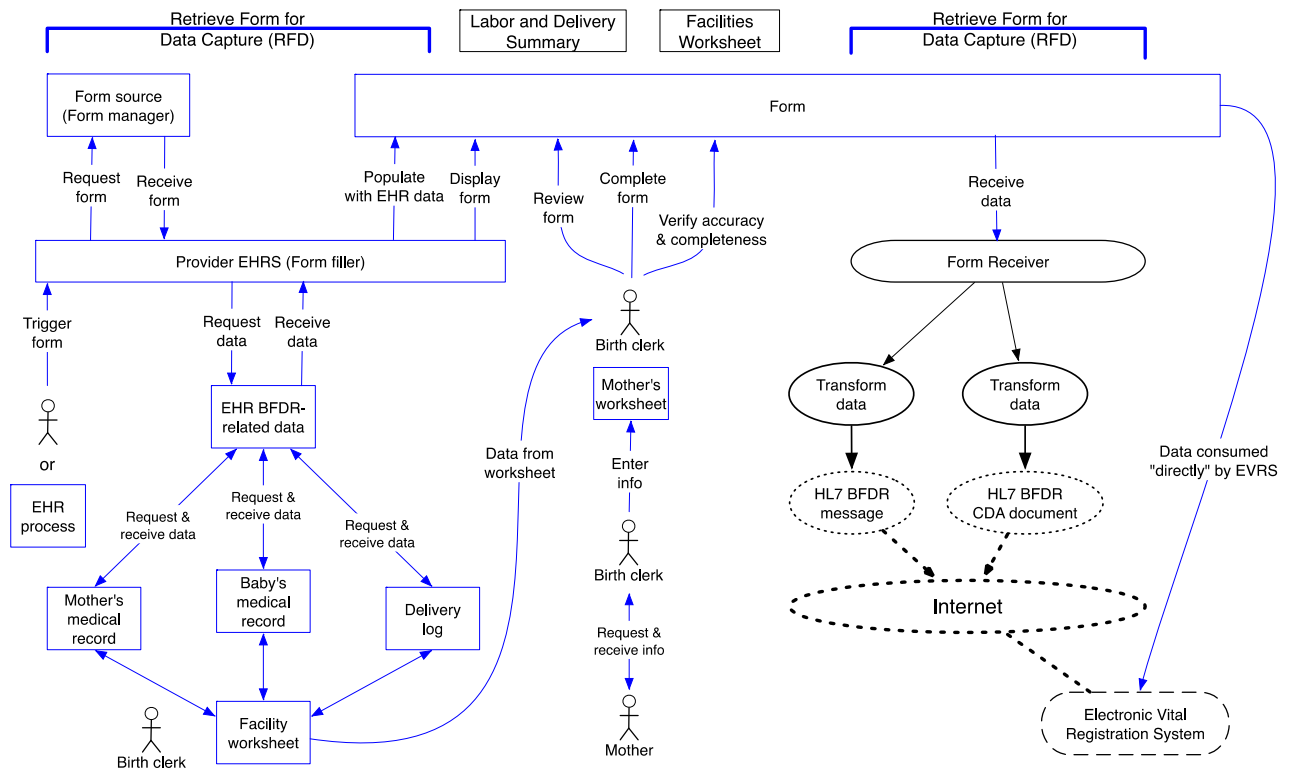 Retrieve Form for
Data Capture (RFD)
Labor and Delivery
Summary
Facilities
Worksheet
Retrieve Form for
Data Capture (RFD)
Form source
(Form manager)
Form
Request
form
Receive
form
Populate
with EHR data
Display
form
Review
form
Complete
form
Verify accuracy
& completeness
Receive
data
Provider EHRS (Form filler)
Form Receiver
Trigger
form
Request
data
Receive
data
Birth clerk
EHR BFDR-
related data
Mother's
worksheet
Transform
data
Transform
data
or
EHR
process
Data from
worksheet
Enter
info
Data consumed
"directly" by EVRS
HL7 BFDR
message
HL7 BFDR
CDA document
Request &
receive data
Request &
receive data
Request &
receive data
Birth clerk
Mother's
medical
record
Baby's
medical
record
Delivery
log
Internet
Request &
receive info
Birth clerk
Facility
worksheet
Mother
Electronic Vital
Registration System